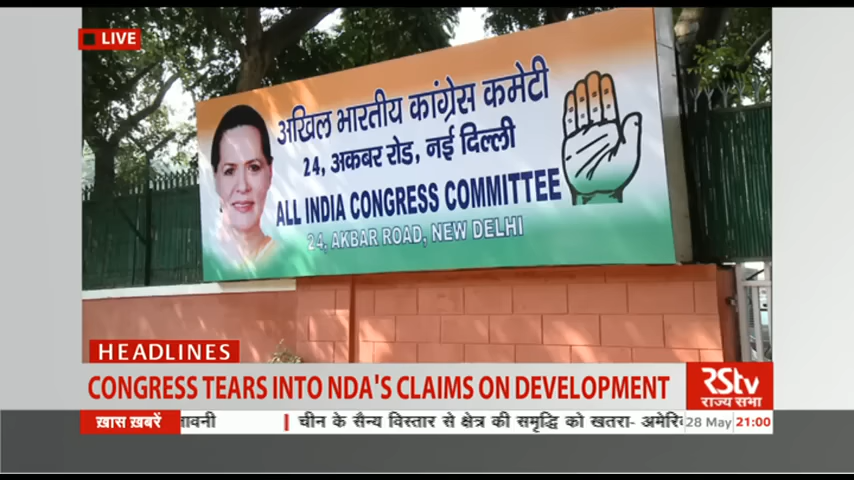 LIVE
अखिल भारतीय कांग्रेस कमेटी
24, अकबर रोड, नई दिल्ली
ALL INDIA CONGRESS COMMITTEE
24, AKBAR ROAD, NEW DELHI
HEADLINES
CONGRESS TEARS INTO NDA'S CLAIMS ON DEVELOPMENT
RSTV
राज्य सभा
ख़ास ख़बरें
चीन के सैन्य विस्तार से क्षेत्र की समृद्धि को खतरा-
28 May 21:00